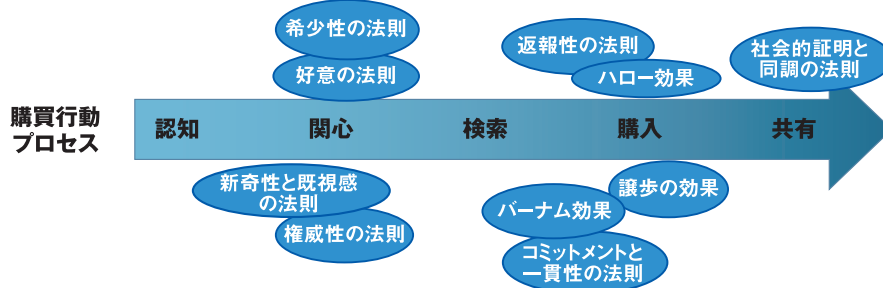 希少性の法則
好意の法則
返報性の法則
ハロー効果
社会的証明と
同調の法則
購買行動
プロセス
認知
関心
検索
購入
共有
新奇性と既視感
の法則
権威性の法則
譲歩の効果
バーナム効果
コミットメントと
一貫性の法則